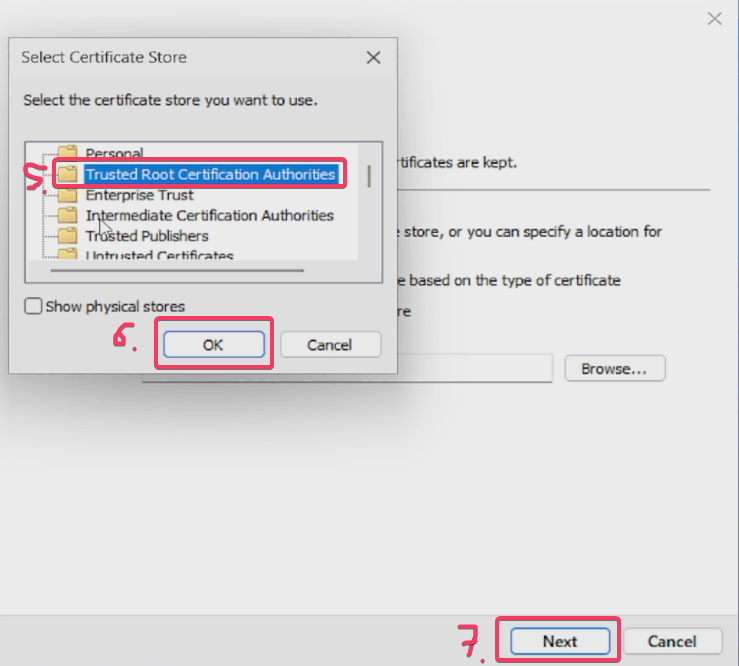 Select Certificate Store
Select the certificate store you want to use.
Personal
5. Trusted Root Certification Authorities
Enterprise Trust
Intermediate Certification Authorities
Trusted Publishers
Untrusted Certificates
Show physical stores
6. OK
Cancel
rtificates are kept.
store, or you can specify a location for
e based on the type of certificate
re
Browse...
7. Next
Cancel